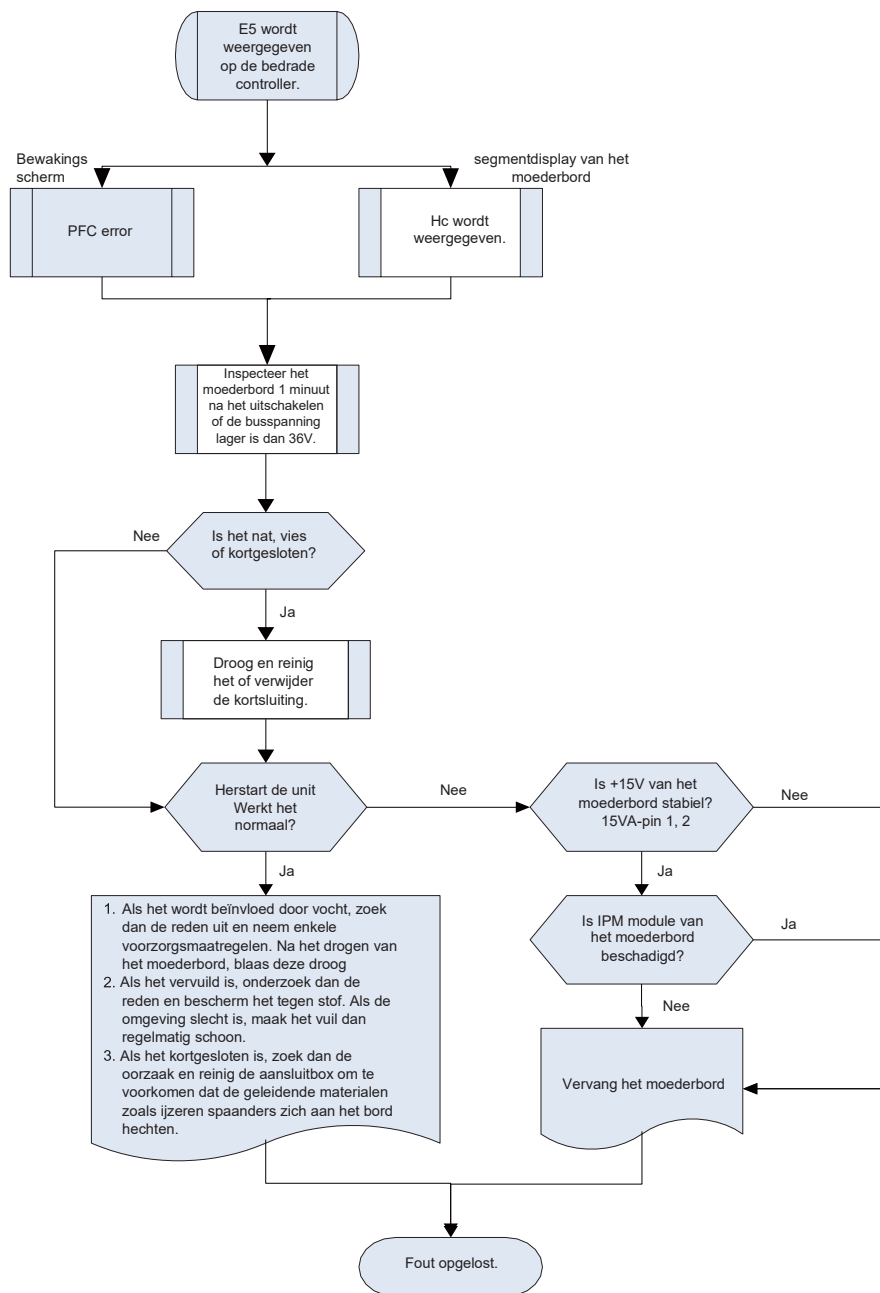 E5 wordt
weergegeven
op de bedrade
controller.
Bewakings
scherm
segmentdisplay van het
moederbord
PFC error
Hc wordt
weergegeven.
Inspecteer het
moederbord 1 minuut
na het uitschakelen
of de busspanning
lager is dan 36V.
Nee
Is het nat, vies
of kortgesloten?
Ja
Droog en reinig
het of verwijder
de kortsluiting.
Herstart de unit
Werkt het
normaal?
Nee
Is +15V van het
moederbord stabiel?
15VA-pin 1, 2
Nee
Ja
Ja
1. Als het wordt beïnvloed door vocht, zoek
dan de reden uit en neem enkele
voorzorgsmaatregelen. Na het drogen van
het moederbord, blaas deze droog
2. Als het vervuild is, onderzoek dan de
reden en bescherm het tegen stof. Als de
omgeving slecht is, maak het vuil dan
regelmatig schoon.
3. Als het kortgesloten is, zoek dan de
oorzaak en reinig de aansluitbox om te
voorkomen dat de geleidende materialen
zoals ijzeren spaanders zich aan het bord
hechten.
Is IPM module van
het moederbord
beschadigd?
Ja
Nee
Vervang het moederbord
Fout opgelost.